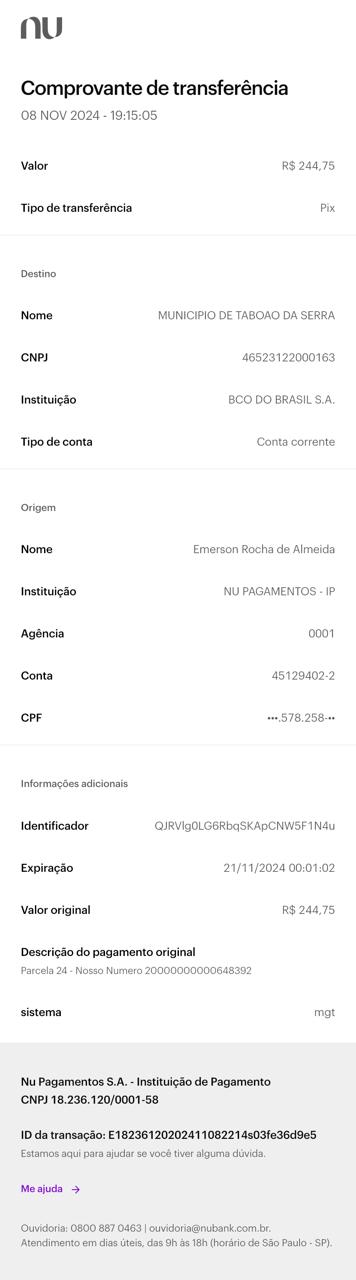 nu
Comprovante de transferência
08 NOV 2024 - 19:15:05
Valor R$ 244,75
Tipo de transferência Pix
Destino
Nome MUNICIPIO DE TABOAO DA SERRA
CNPJ 46523122000163
Instituição BCO DO BRASIL S.A.
Tipo de conta Conta corrente
Origem
Nome Emerson Rocha de Almeida
Instituição NU PAGAMENTOS - IP
Agência 0001
Conta 45129402-2
CPF •••.578.258-••
Informações adicionais
Identificador QJRVlg0LG6RbqSKApCNW5F1N4u
Expiração 21/11/2024 00:01:02
Valor original R$ 244,75
Descrição do pagamento original
Parcela 24 - Nosso Numero 20000000000648392
sistema mgt
Nu Pagamentos S.A. - Instituição de Pagamento
CNPJ 18.236.120/0001-58
ID da transação: E18236120202411082214s03fe36d9e5
Estamos aqui para ajudar se você tiver alguma dúvida.
Me ajuda →
Ouvidoria: 0800 887 0463 | ouvidoria@nubank.com.br.
Atendimento em dias úteis, das 9h às 18h (horário de São Paulo - SP).